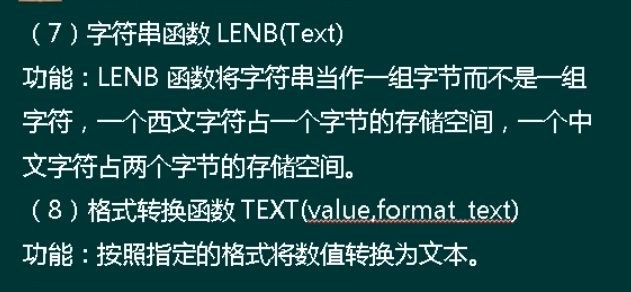 （7）字符串函数 LENB(Text)
功能：LENB 函数将字符串当作一组字节而不是一组
字符，一个西文字符占一个字节的存储空间，一个中
文字符占两个字节的存储空间。
（8）格式转换函数 TEXT(value,format_text)
功能：按照指定的格式将数值转换为文本。